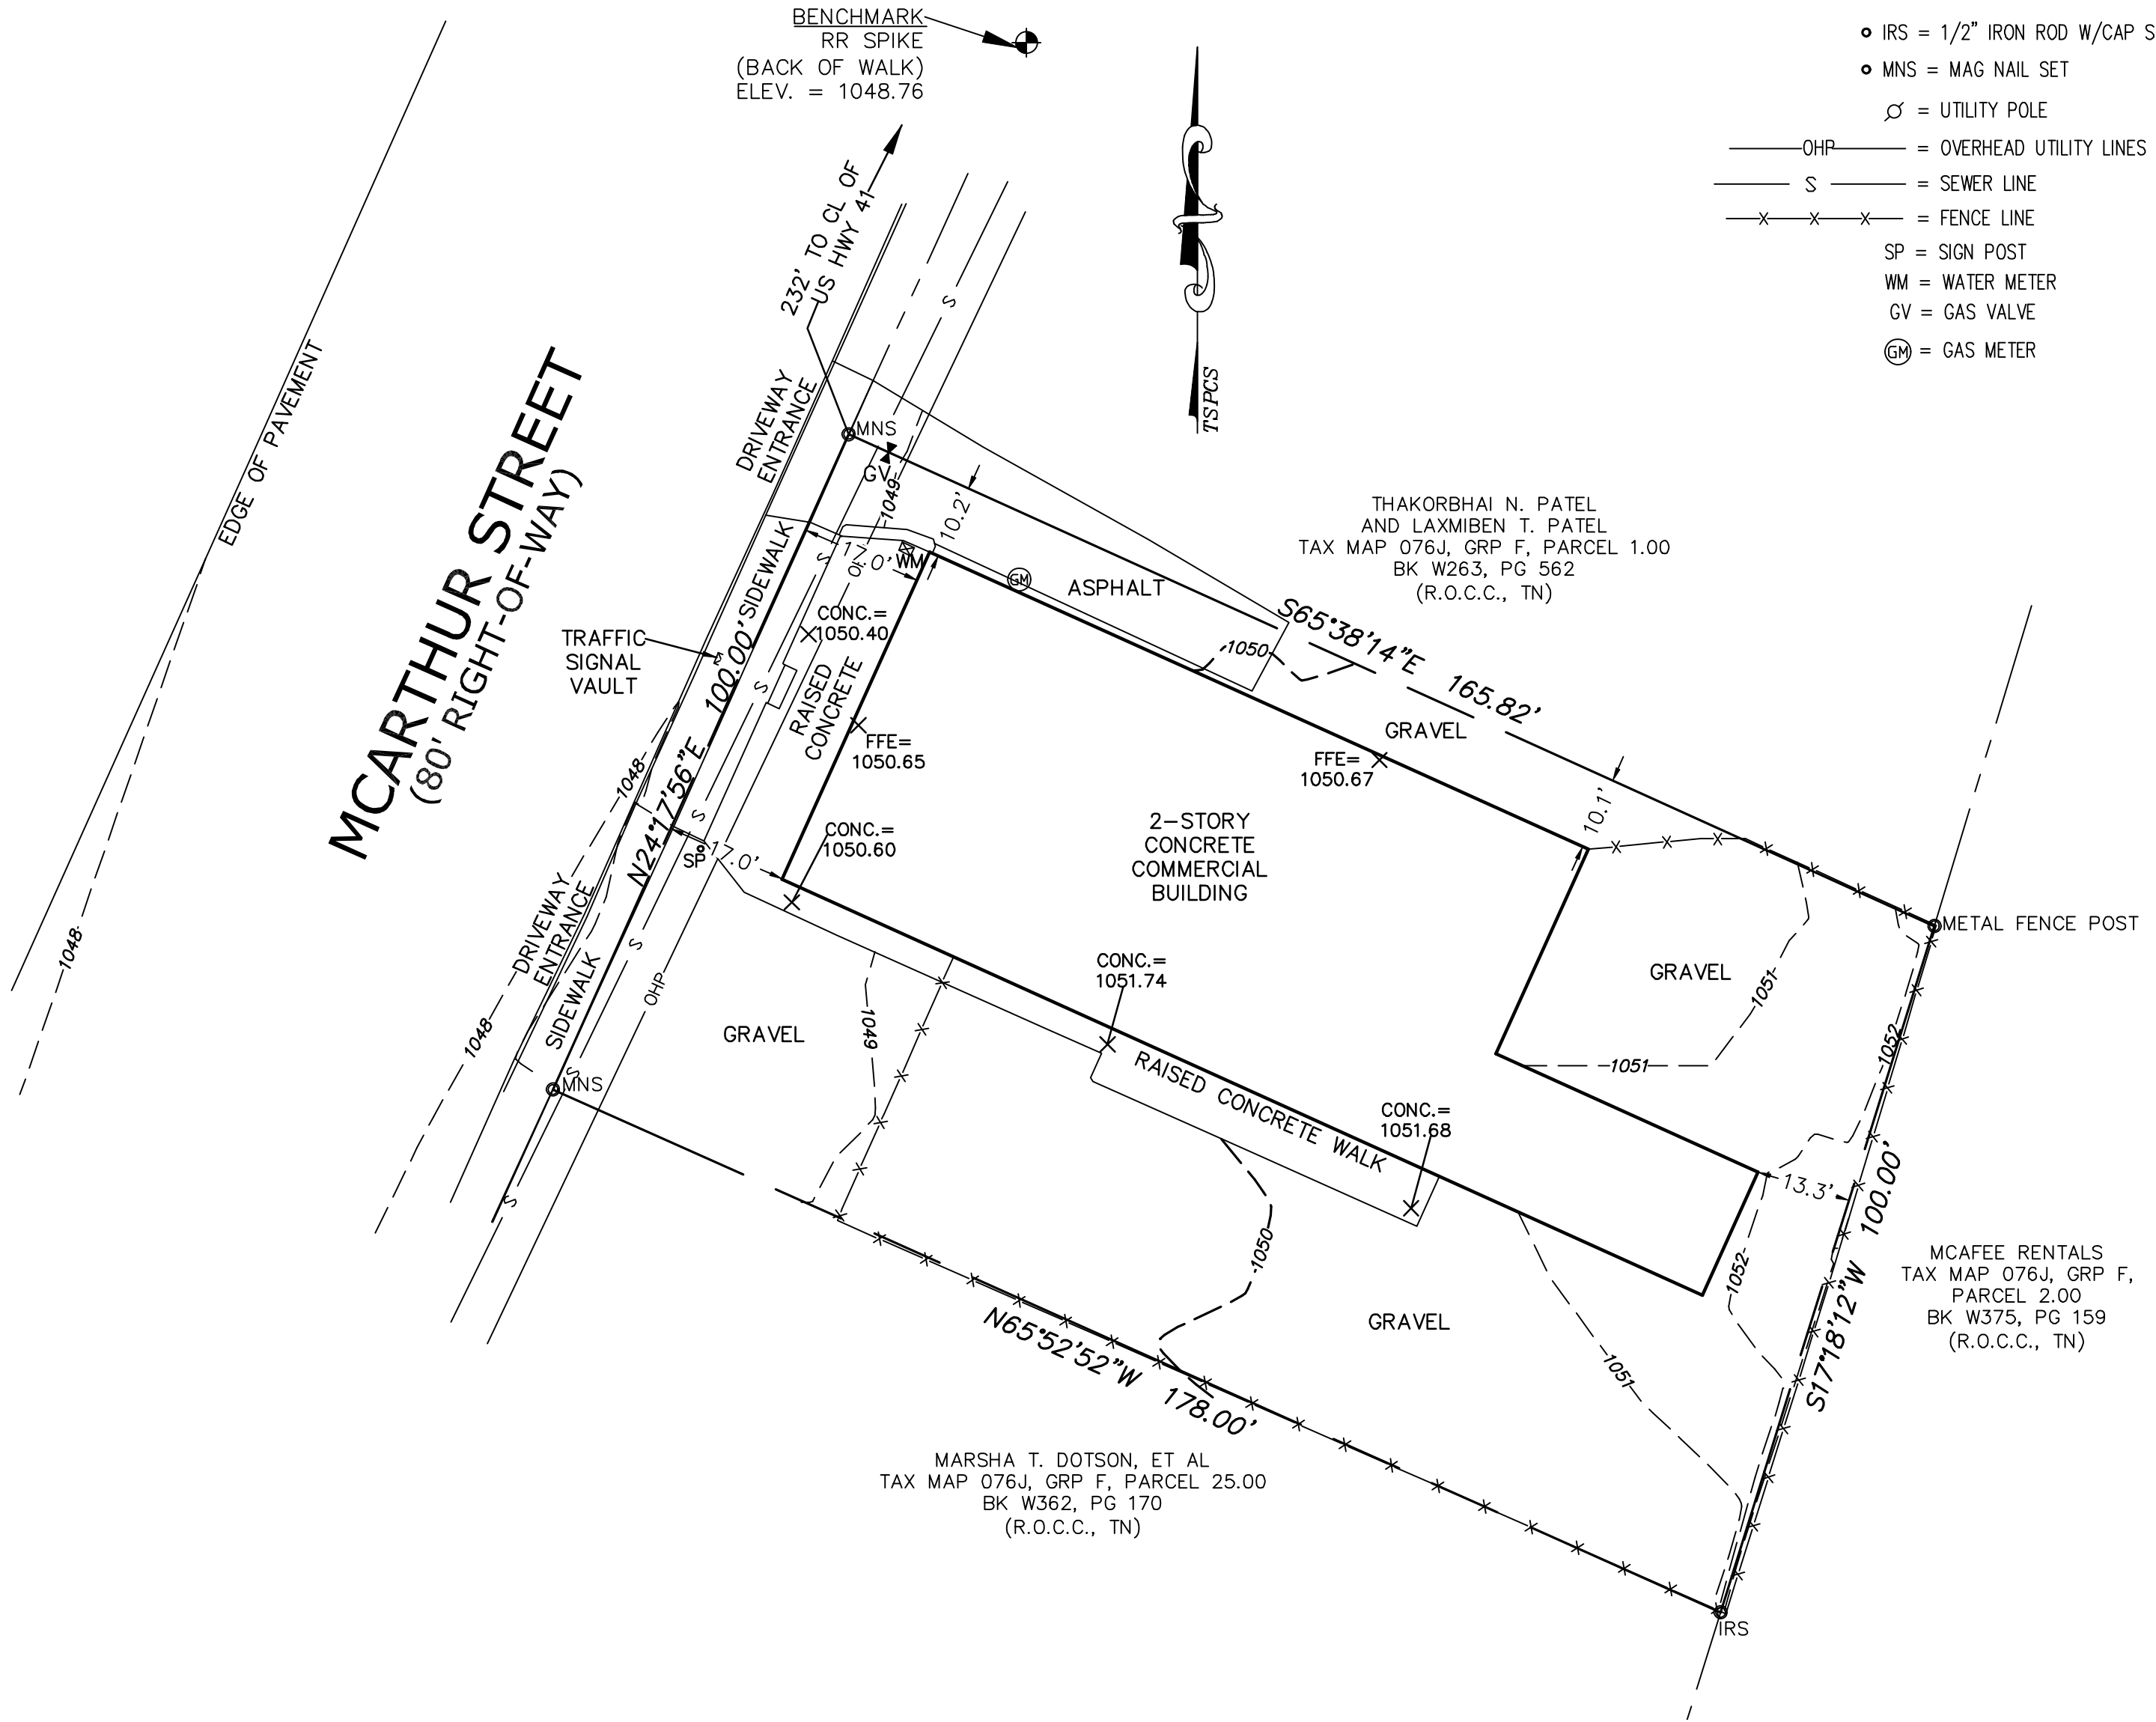 BENCHMARK
RR SPIKE
(BACK OF WALK)
ELEV. = 1048.76
IRS = 1/2" IRON ROD W/CAP S
MNS = MAG NAIL SET
= UTILITY POLE
OHP = OVERHEAD UTILITY LINES
S = SEWER LINE
X X X = FENCE LINE
SP = SIGN POST
WM = WATER METER
GV = GAS VALVE
GM = GAS METER
TSPCS
232' TO CL OF
US HWY 41
EDGE OF PAVEMENT
MCARTHUR STREET
(80' RIGHT-OF-WAY)
DRIVEWAY
ENTRANCE
MNS
GV
1049
10.2'
S
THAKORBHAI N. PATEL
AND LAXMIBEN T. PATEL
TAX MAP 076J, GRP F, PARCEL 1.00
BK W263, PG 562
(R.O.C.C., TN)
SIDEWALK
S
17.0'
WM
GM
ASPHALT
S65°38'14"E 165.82'
1050
TRAFFIC
SIGNAL
VAULT
CONC.=
1050.40
RAISED
CONCRETE
S
FFE=
1050.65
FFE=
1050.67
GRAVEL
N24°17'56"E 100.00'
1048
S
SP
17.0'
CONC.=
1050.60
2-STORY
CONCRETE
COMMERCIAL
BUILDING
10.1'
METAL FENCE POST
1048
DRIVEWAY
ENTRANCE
SIDEWALK
S
OHP
1048
GRAVEL
1049
CONC.=
1051.74
GRAVEL
1051
1051
1052
MNS
S
S
RAISED CONCRETE WALK
CONC.=
1051.68
13.3'
1050
1052
S17°18'12"W 100.00'
MCAFEE RENTALS
TAX MAP 076J, GRP F,
PARCEL 2.00
BK W375, PG 159
(R.O.C.C., TN)
GRAVEL
1051
N65°52'52"W 178.00'
MARSHA T. DOTSON, ET AL
TAX MAP 076J, GRP F, PARCEL 25.00
BK W362, PG 170
(R.O.C.C., TN)
IRS